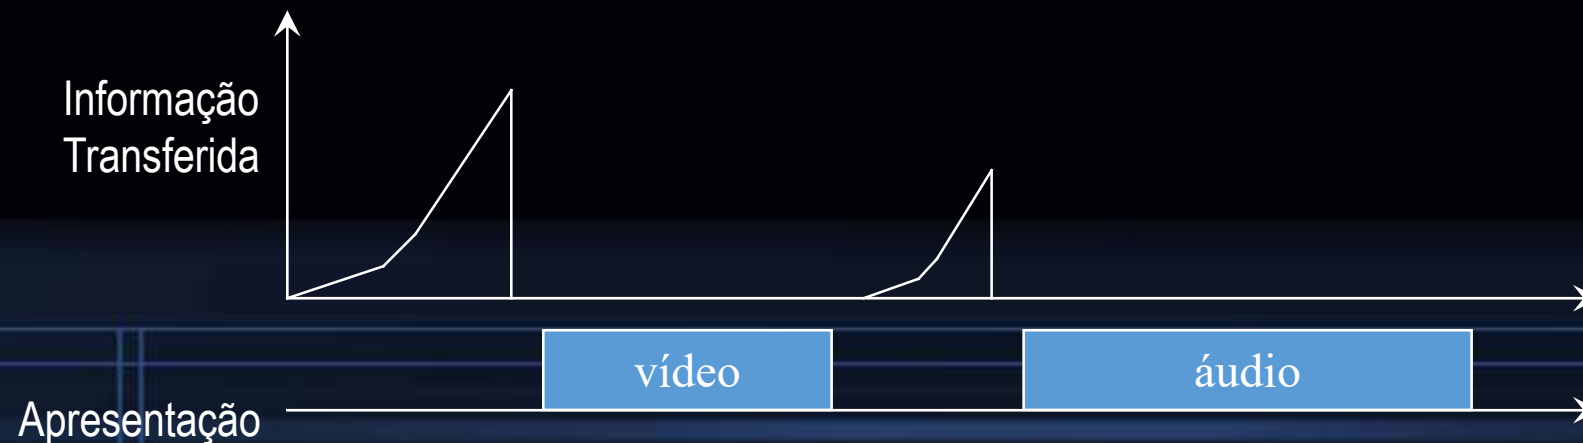 Informação
Transferida
vídeo
áudio
Apresentação